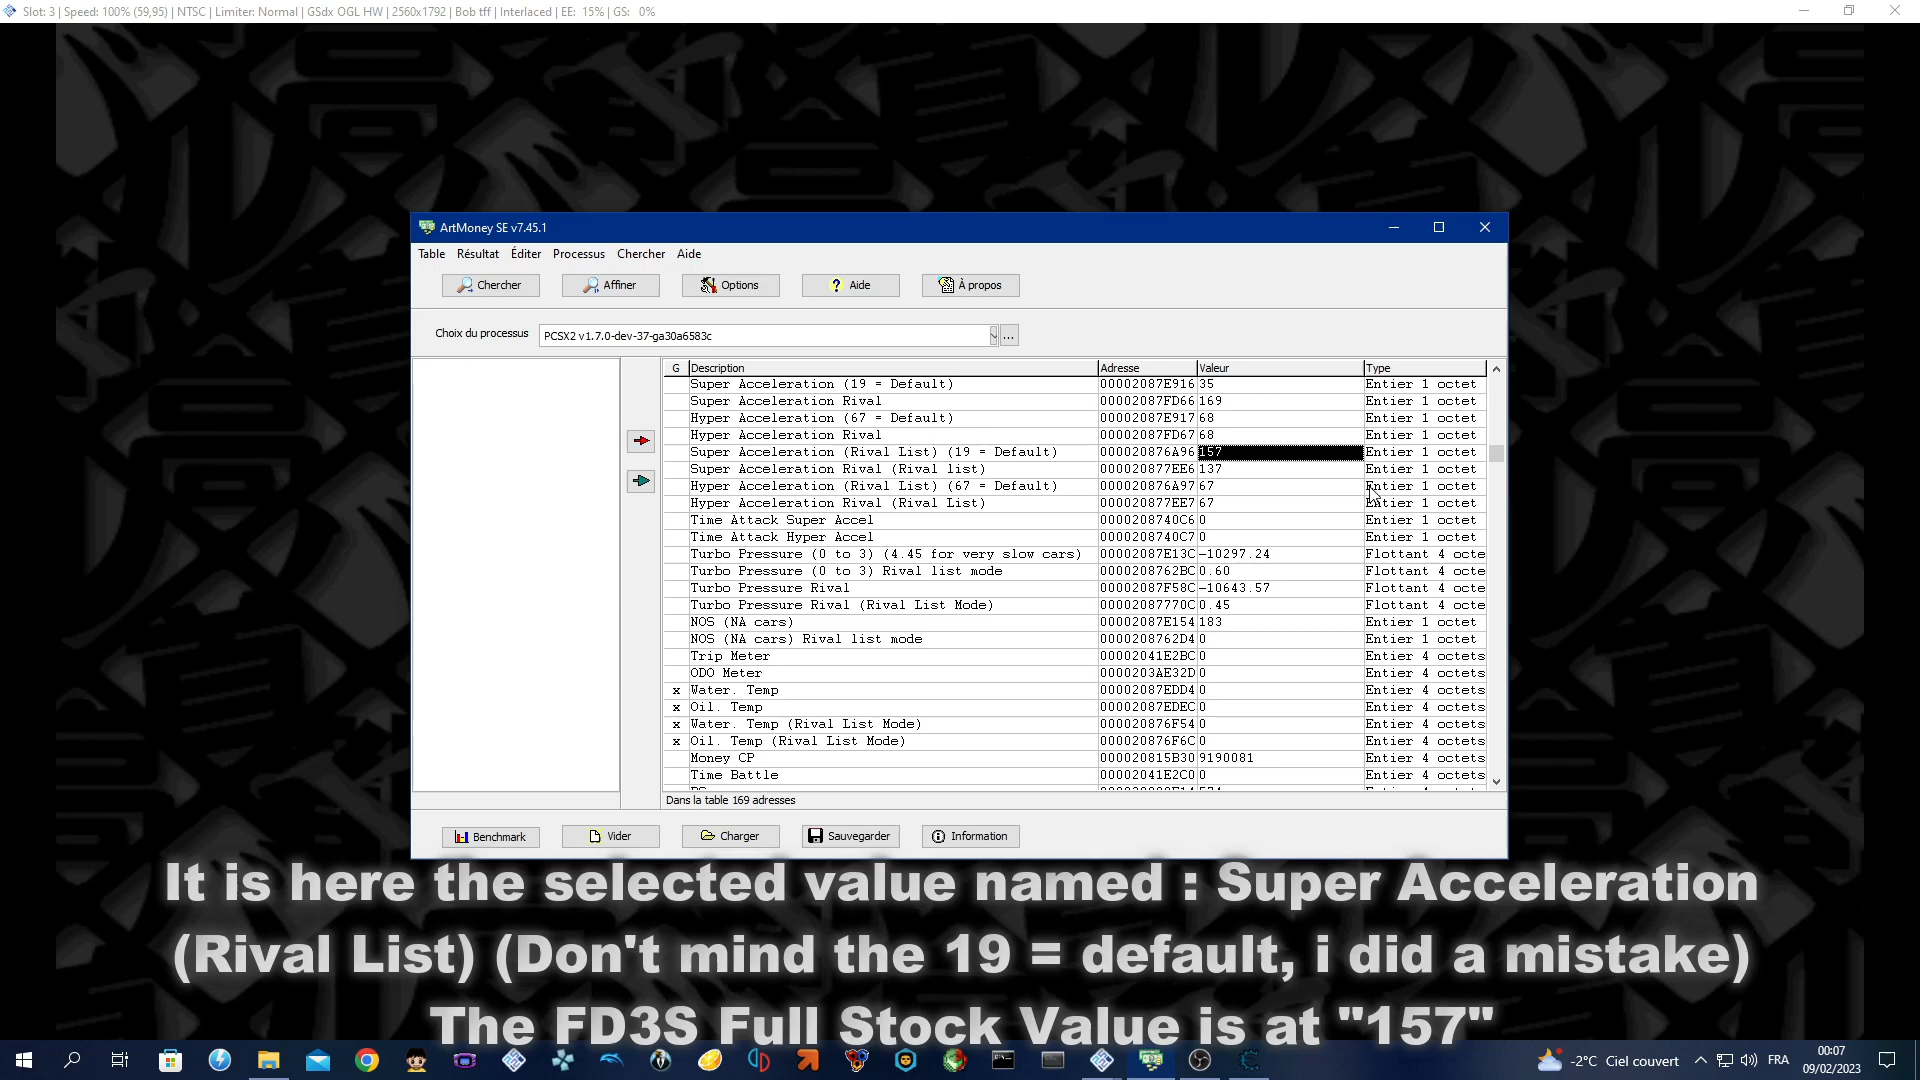 Slot: 3 | Speed: 100% (59,95) | NTSC | Limiter: Normal | GSdx OGL HW | 2560x1792 | Bob tff | Interlaced | EE: 15% | GS: 0%
ArtMoney SE v7.45.1
Table Résultat Éditer Processus Chercher Aide
Chercher Affiner Options ? Aide À propos
Choix du processus PCSX2 v1.7.0-dev-37-ga30a6583c ...
G Description Adresse Valeur Type
Super Acceleration (19 = Default) 00002087E916 35 Entier 1 octet
Super Acceleration Rival 00002087FD66 169 Entier 1 octet
Hyper Acceleration (67 = Default) 00002087E917 68 Entier 1 octet
Hyper Acceleration Rival 00002087FD67 68 Entier 1 octet
Super Acceleration (Rival List) (19 = Default) 000020876A96 157 Entier 1 octet
Super Acceleration Rival (Rival list) 000020877EE6 137 Entier 1 octet
Hyper Acceleration (Rival List) (67 = Default) 000020876A97 67 Entier 1 octet
Hyper Acceleration Rival (Rival List) 000020877EE7 67 Entier 1 octet
Time Attack Super Accel 0000208740C6 0 Entier 1 octet
Time Attack Hyper Accel 0000208740C7 0 Entier 1 octet
Turbo Pressure (0 to 3) (4.45 for very slow cars) 00002087E13C -10297.24 Flottant 4 octe
Turbo Pressure (0 to 3) Rival list mode 0000208762BC 0.60 Flottant 4 octe
Turbo Pressure Rival 00002087F58C -10643.57 Flottant 4 octe
Turbo Pressure Rival (Rival List Mode) 00002087770C 0.45 Flottant 4 octe
NOS (NA cars) 00002087E154 183 Entier 1 octet
NOS (NA cars) Rival list mode 0000208762D4 0 Entier 1 octet
Trip Meter 00002041E2BC 0 Entier 4 octets
ODO Meter 0000203AE32D 0 Entier 4 octets
x Water. Temp 00002087EDD4 0 Entier 4 octets
x Oil. Temp 00002087EDEC 0 Entier 4 octets
x Water. Temp (Rival List Mode) 000020876F54 0 Entier 4 octets
x Oil. Temp (Rival List Mode) 000020876F6C 0 Entier 4 octets
Money CP 000020815B30 9190081 Entier 4 octets
Time Battle 00002041E2C0 0 Entier 4 octets
Dans la table 169 adresses
Benchmark Vider Charger Sauvegarder Information
It is here the selected value named : Super Acceleration
(Rival List) (Don't mind the 19 = default, i did a mistake)
The FD3S Full Stock Value is at "157"
-2°C Ciel couvert FRA 00:07
09/02/2023